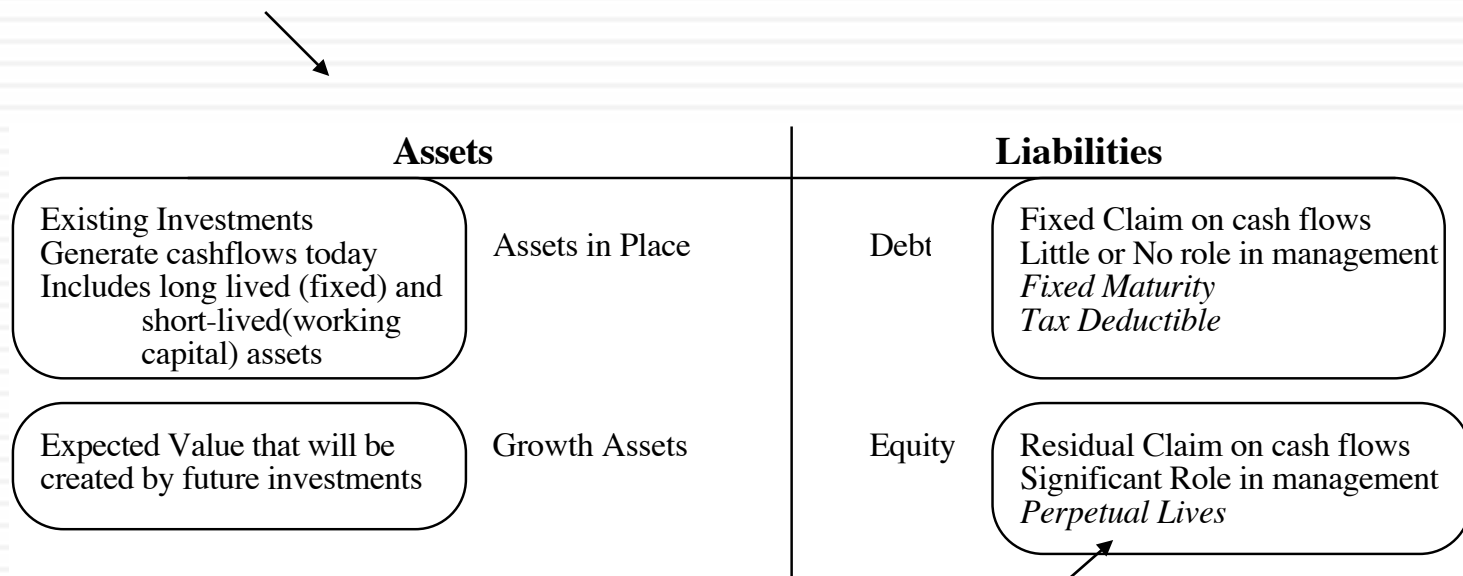 Assets
Liabilities
Existing Investments
Generate cashflows today
Includes long lived (fixed) and
short-lived(working
capital) assets
Assets in Place
Debt
Fixed Claim on cash flows
Little or No role in management
Fixed Maturity
Tax Deductible
Expected Value that will be
created by future investments
Growth Assets
Equity
Residual Claim on cash flows
Significant Role in management
Perpetual Lives